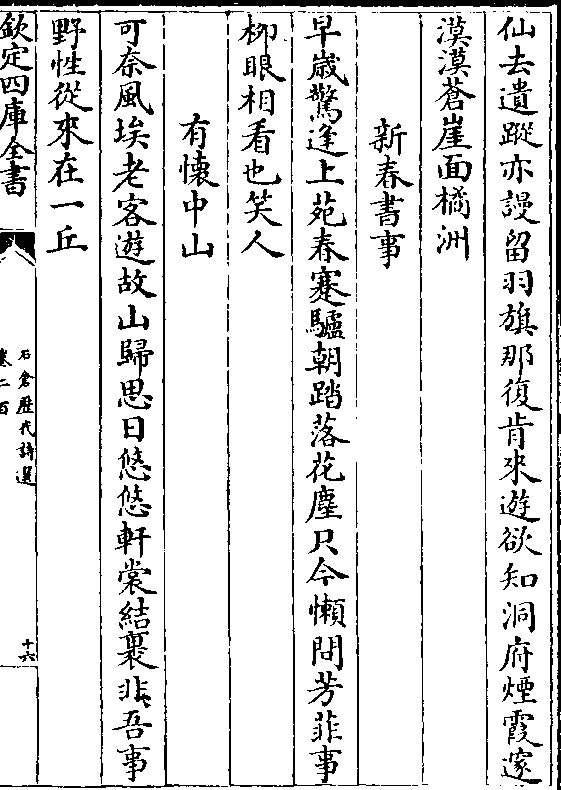 仙去遺蹤亦謾留羽旗那復肯來遊欲知洞府煙霞邃
漠漠蒼崖面橘洲
新春書事
早歲驚逢上苑春蹇驢朝踏落花塵只今懶問芳菲事
柳眼相看也笑人
有懷中山
可奈風埃老客遊故山歸思日悠悠軒裳結裹非吾事
野性從來在一丘
欽定四庫全書
石倉歷代詩選
卷二百
十六